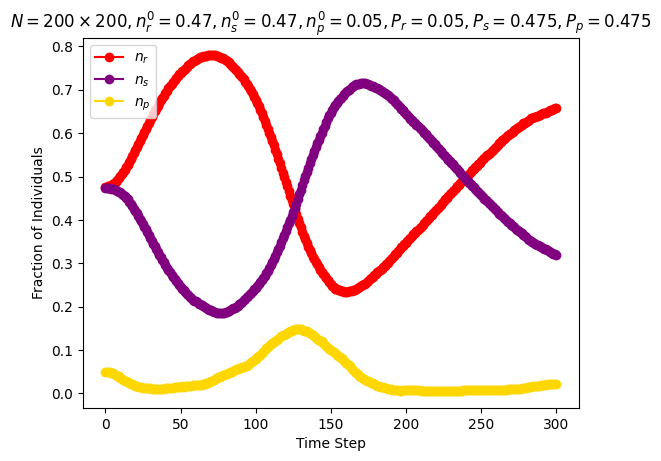 $N = 200 \times 200, n_r^0 = 0.47, n_s^0 = 0.47, n_p^0 = 0.05, P_r = 0.05, P_s = 0.475, P_p = 0.475$
0.8
0.7
0.6
0.5
0.4
0.3
0.2
0.1
0.0
Fraction of Individuals
$n_r$
$n_s$
$n_p$
0 50 100 150 200 250 300
Time Step